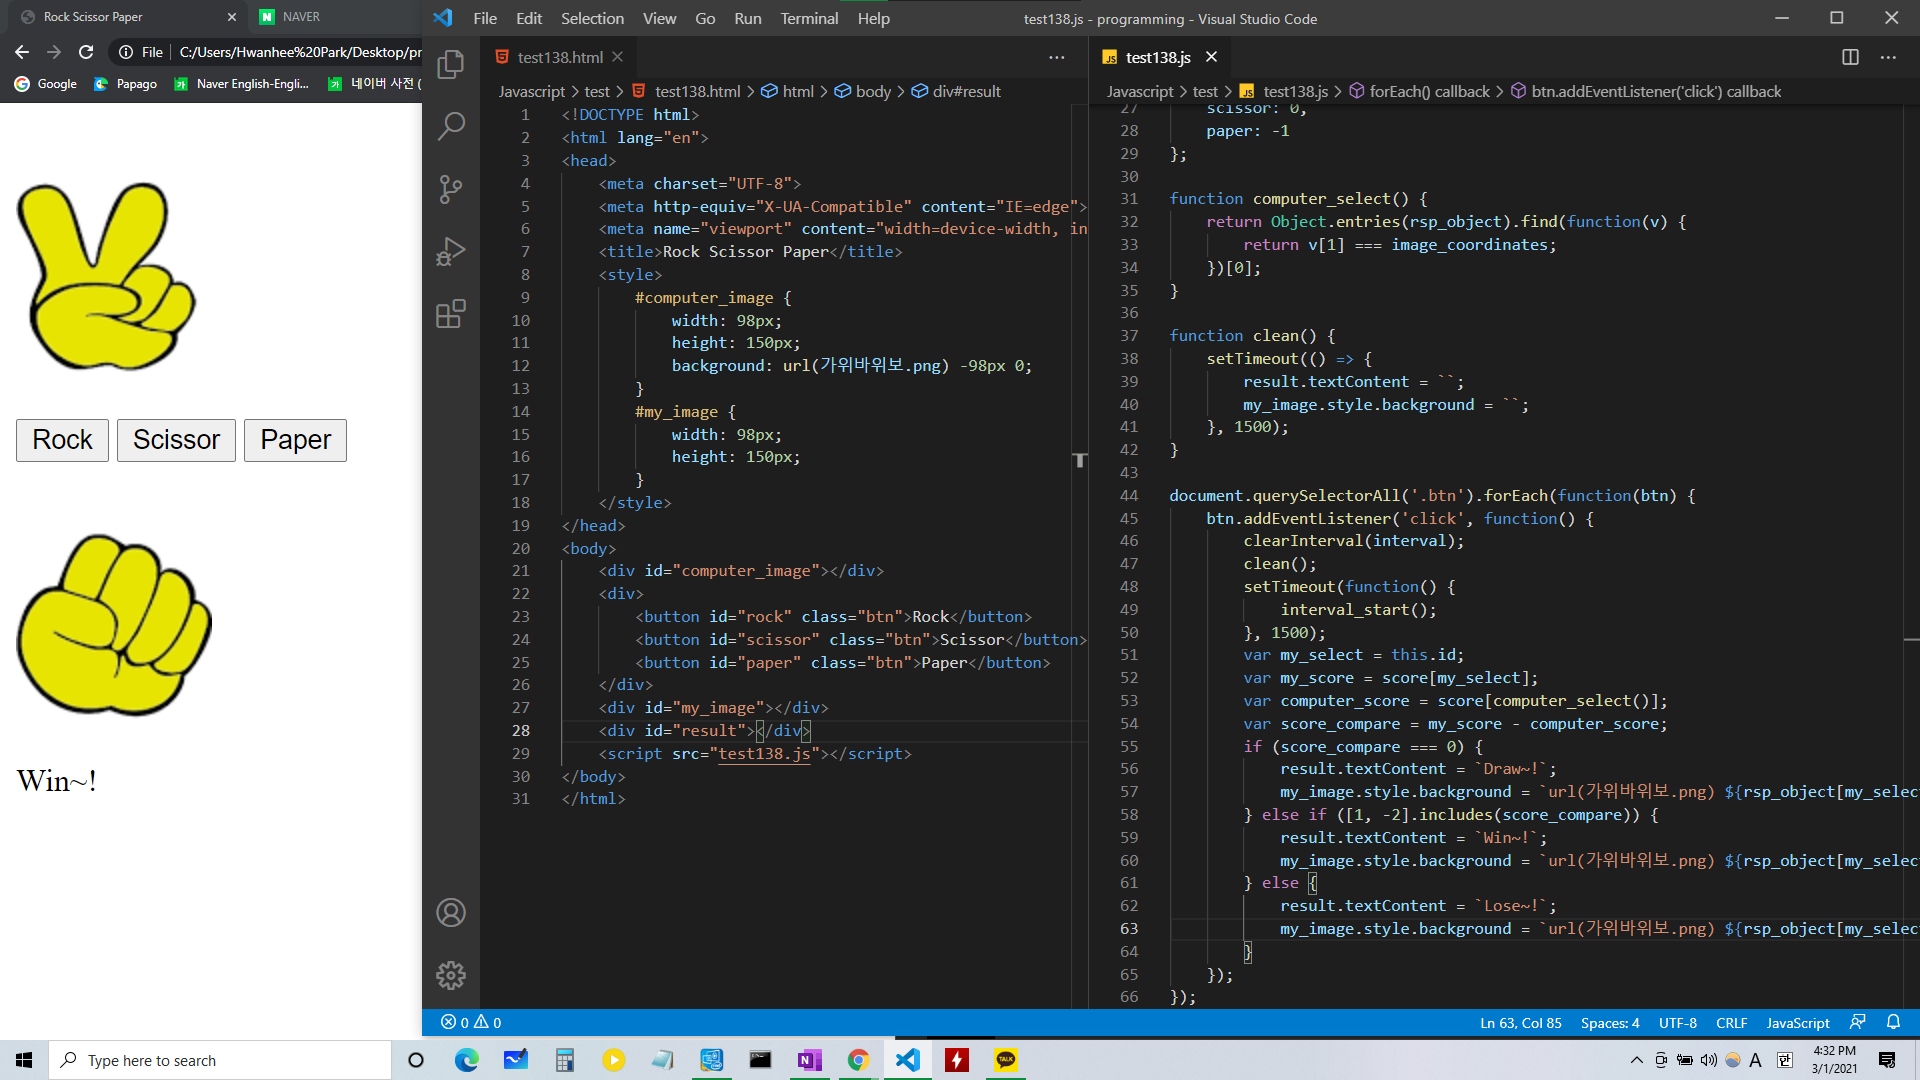 Rock Scissor Paper
NAVER
File
C:/Users/Hwanhee%20Park/Desktop/pr
Google
Papago
Naver English-Engli...
네이버 사전 (
Rock
Scissor
Paper
Win~!
File Edit Selection View Go Run Terminal Help
test138.js - programming - Visual Studio Code
test138.html
Javascript > test > test138.html > html > body > div#result
1 <!DOCTYPE html>
2 <html lang="en">
3 <head>
4 <meta charset="UTF-8">
5 <meta http-equiv="X-UA-Compatible" content="IE=edge">
6 <meta name="viewport" content="width=device-width, in
7 <title>Rock Scissor Paper</title>
8 <style>
9 #computer_image {
10 width: 98px;
11 height: 150px;
12 background: url(가위바위보.png) -98px 0;
13 }
14 #my_image {
15 width: 98px;
16 height: 150px;
17 }
18 </style>
19 </head>
20 <body>
21 <div id="computer_image"></div>
22 <div>
23 <button id="rock" class="btn">Rock</button>
24 <button id="scissor" class="btn">Scissor</button>
25 <button id="paper" class="btn">Paper</button>
26 </div>
27 <div id="my_image"></div>
28 <div id="result"></div>
29 <script src="test138.js"></script>
30 </body>
31 </html>
JS test138.js
Javascript > test > JS test138.js > forEach() callback > btn.addEventListener('click') callback
27 scissor: 0,
28 paper: -1
29 };
30
31 function computer_select() {
32 return Object.entries(rsp_object).find(function(v) {
33 return v[1] === image_coordinates;
34 })[0];
35 }
36
37 function clean() {
38 setTimeout(() => {
39 result.textContent = ``;
40 my_image.style.background = ``;
41 }, 1500);
42 }
43
44 document.querySelectorAll('.btn').forEach(function(btn) {
45 btn.addEventListener('click', function() {
46 clearInterval(interval);
47 clean();
48 setTimeout(function() {
49 interval_start();
50 }, 1500);
51 var my_select = this.id;
52 var my_score = score[my_select];
53 var computer_score = score[computer_select()];
54 var score_compare = my_score - computer_score;
55 if (score_compare === 0) {
56 result.textContent = `Draw~!`;
57 my_image.style.background = `url(가위바위보.png) ${rsp_object[my_selec
58 } else if ([1, -2].includes(score_compare)) {
59 result.textContent = `Win~!`;
60 my_image.style.background = `url(가위바위보.png) ${rsp_object[my_selec
61 } else {
62 result.textContent = `Lose~!`;
63 my_image.style.background = `url(가위바위보.png) ${rsp_object[my_selec
64 }
65 });
66 });
0 0
Ln 63, Col 85 Spaces: 4 UTF-8 CRLF JavaScript
Type here to search
TALK
A
한
4:32 PM
3/1/2021